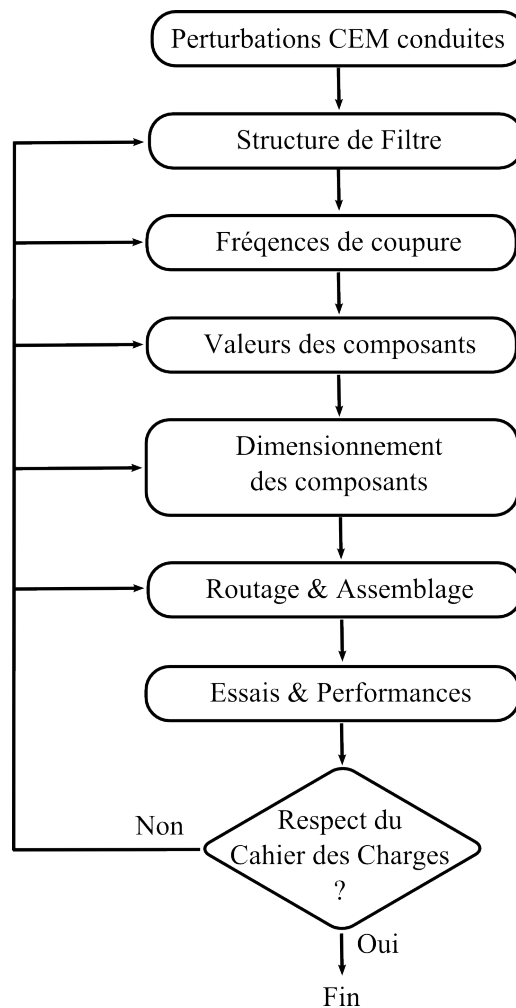 Perturbations CEM conduites
Structure de Filtre
Fréqences de coupure
Valeurs des composants
Dimensionnement
des composants
Routage & Assemblage
Essais & Performances
Non
Respect du
Cahier des Charges
?
Oui
Fin